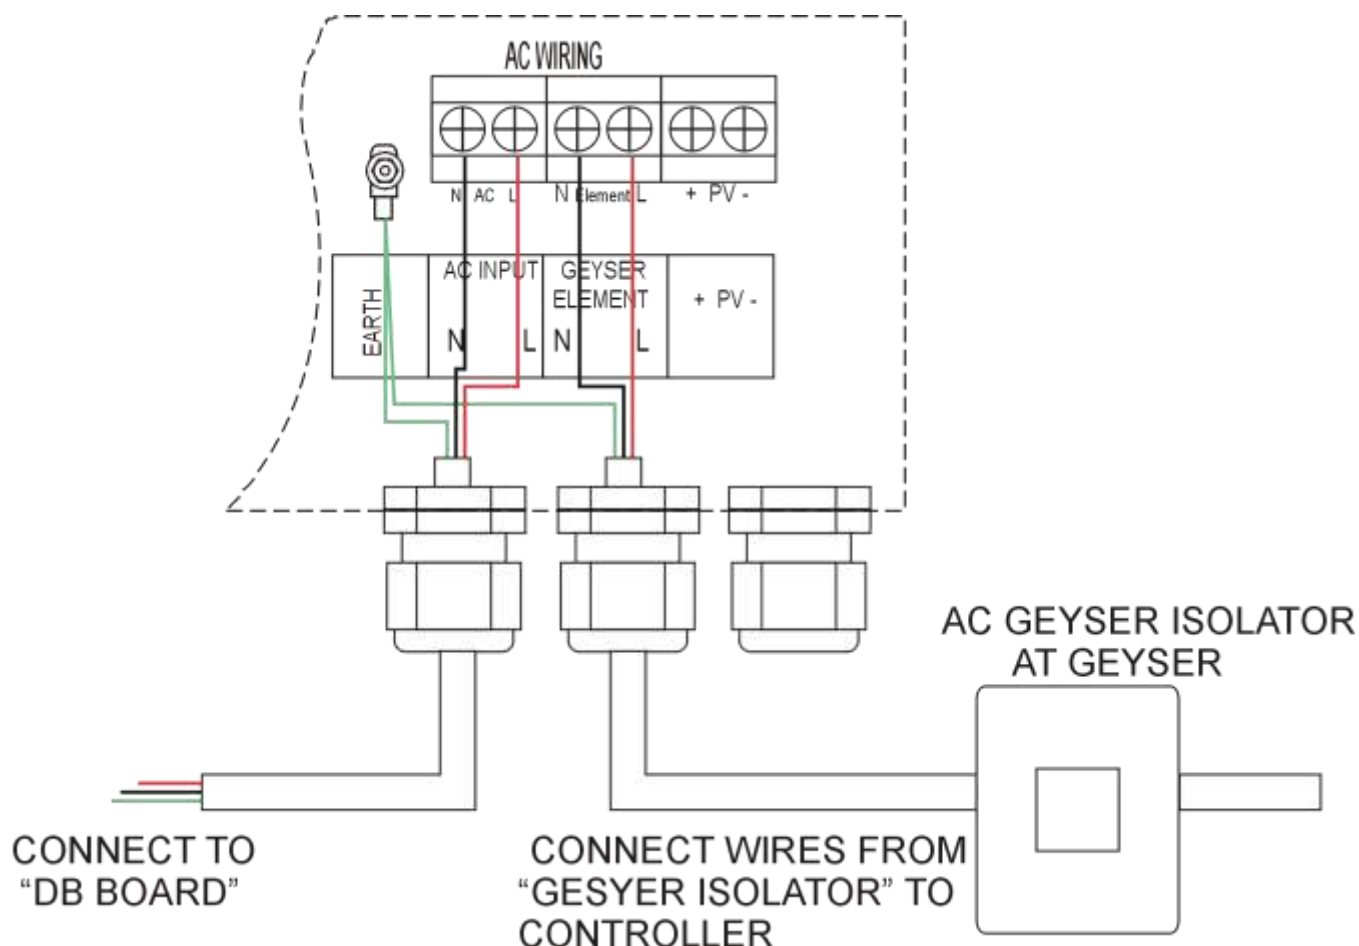 AC WIRING
N AC L N Element L + PV -
EARTH
AC INPUT GEYSER
ELEMENT + PV -
N L N L
AC GEYSER ISOLATOR
AT GEYSER
CONNECT TO
“DB BOARD”
CONNECT WIRES FROM
“GESYER ISOLATOR” TO
CONTROLLER